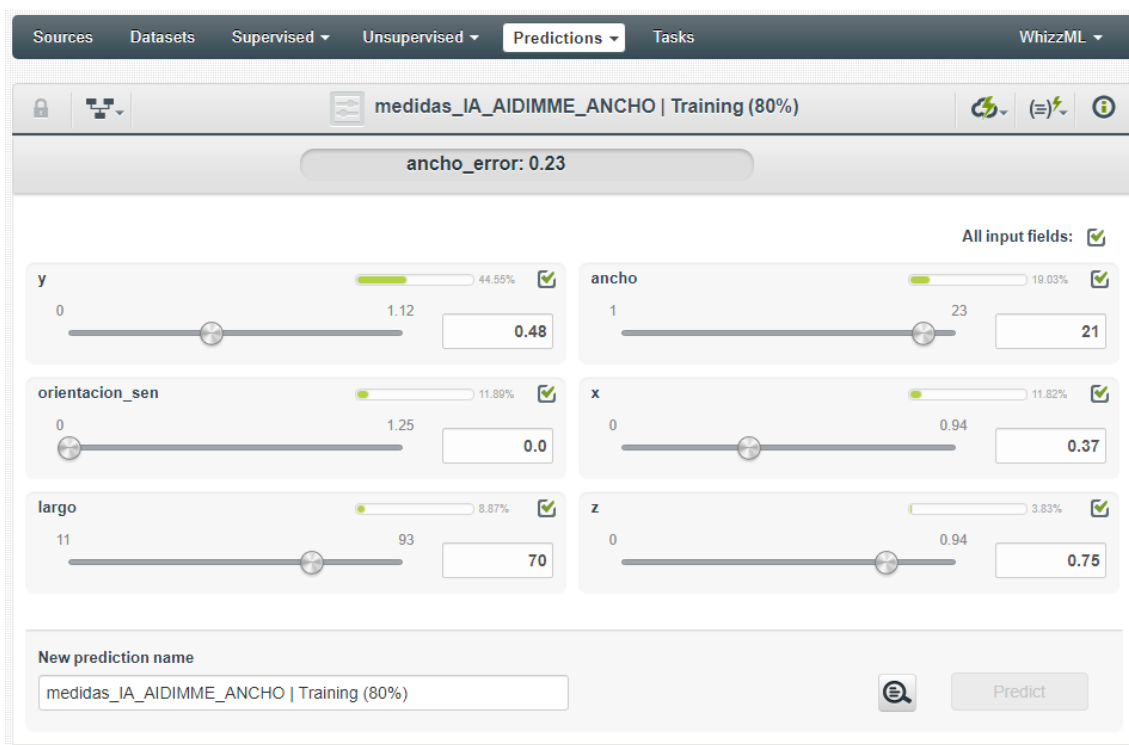 Sources Datasets Supervised Unsupervised Predictions Tasks WhizzML
medidas_IA_AIDIMME_ANCHO | Training (80%)
ancho_error: 0.23
All input fields:
y 44.55% ancho 19.03%
0 1.12 0.48 1 23 21
orientacion_sen 11.89% x 11.82%
0 1.25 0.0 0 0.94 0.37
largo 8.87% z 3.83%
11 93 70 0 0.94 0.75
New prediction name
medidas_IA_AIDIMME_ANCHO | Training (80%) Predict